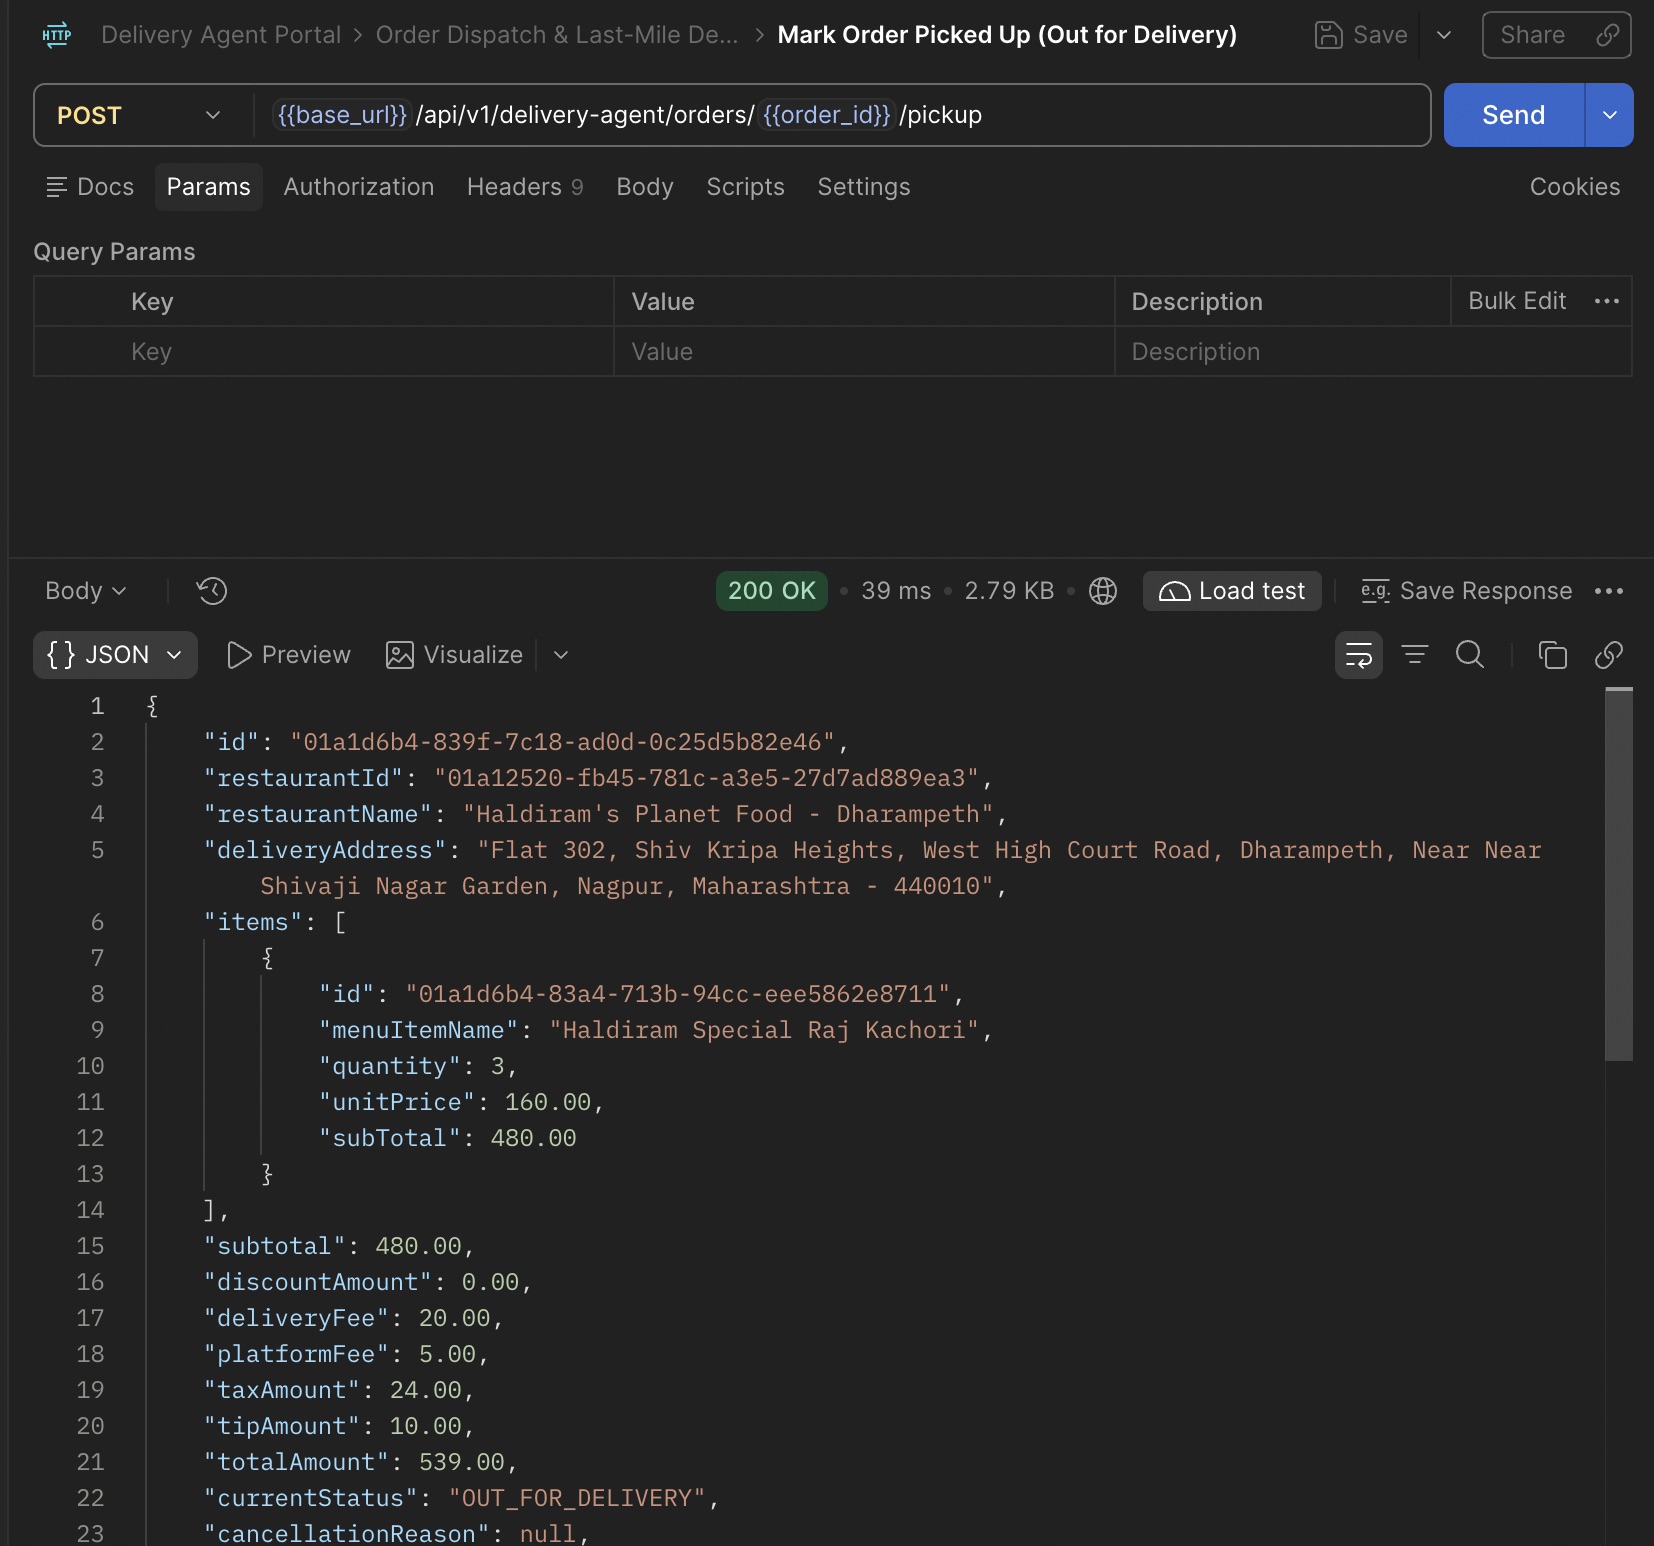 HTTP Delivery Agent Portal > Order Dispatch & Last-Mile De... > Mark Order Picked Up (Out for Delivery) Save Share
POST {{base_url}}/api/v1/delivery-agent/orders/{{order_id}}/pickup Send
Docs Params Authorization Headers 9 Body Scripts Settings Cookies
Query Params
Key Value Description Bulk Edit ...
Key Value Description
Body 200 OK • 39 ms • 2.79 KB • Load test e.g. Save Response ...
{} JSON Preview Visualize
1 {
2 "id": "01a1d6b4-839f-7c18-ad0d-0c25d5b82e46",
3 "restaurantId": "01a12520-fb45-781c-a3e5-27d7ad889ea3",
4 "restaurantName": "Haldiram's Planet Food - Dharampeth",
5 "deliveryAddress": "Flat 302, Shiv Kripa Heights, West High Court Road, Dharampeth, Near Near
Shivaji Nagar Garden, Nagpur, Maharashtra - 440010",
6 "items": [
7 {
8 "id": "01a1d6b4-83a4-713b-94cc-eee5862e8711",
9 "menuItemName": "Haldiram Special Raj Kachori",
10 "quantity": 3,
11 "unitPrice": 160.00,
12 "subTotal": 480.00
13 }
14 ],
15 "subtotal": 480.00,
16 "discountAmount": 0.00,
17 "deliveryFee": 20.00,
18 "platformFee": 5.00,
19 "taxAmount": 24.00,
20 "tipAmount": 10.00,
21 "totalAmount": 539.00,
22 "currentStatus": "OUT_FOR_DELIVERY",
23 "cancellationReason": null,